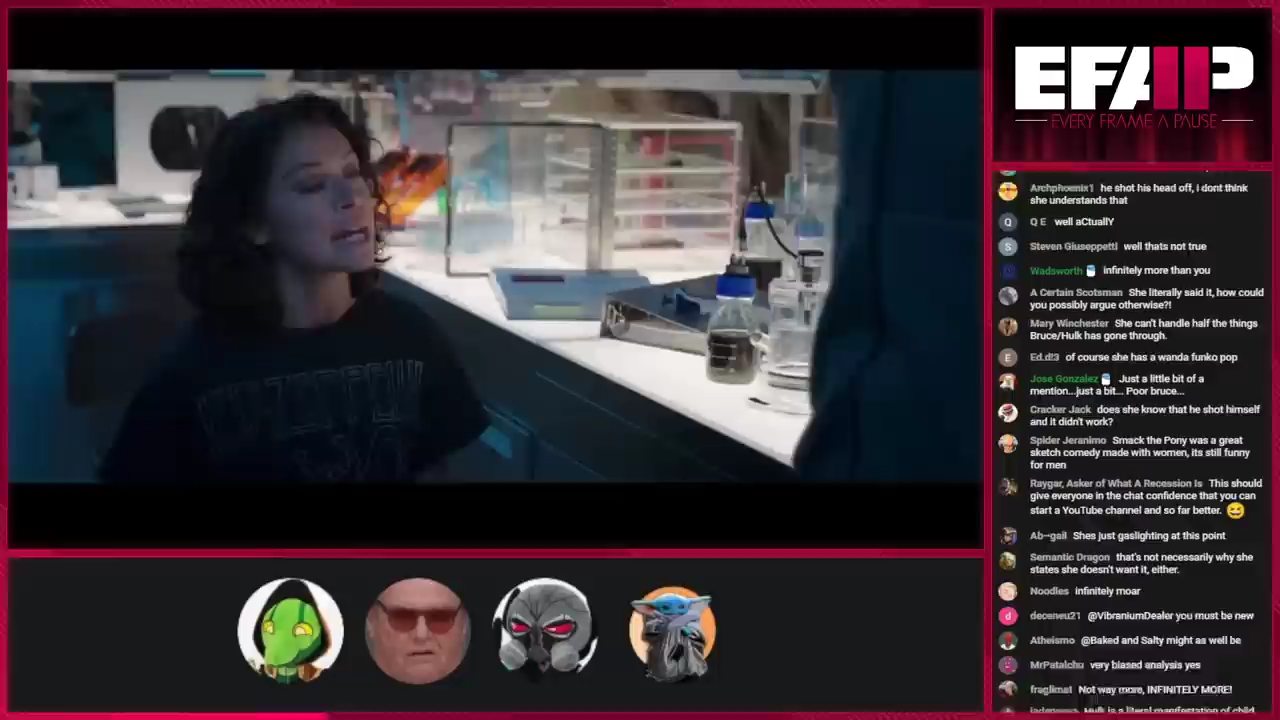 EFAP
EVERY FRAME A PAUSE
Archphoenix1 he shot his head off, i dont think
she understands that
Q
Q E well aCtuallY
S
Steven Giuseppetti well thats not true
Wadsworth infinitely more than you
A Certain Scotsman She literally said it, how could
you possibly argue otherwise?!
Mary Winchester She can't handle half the things
Bruce/Hulk has gone through.
E
Ed.d!3 of course she has a wanda funko pop
Jose Gonzalez Just a little bit of a
mention...just a bit... Poor bruce...
Cracker Jack does she know that he shot himself
and it didn't work?
Spider Jeranimo Smack the Pony was a great
sketch comedy made with women, its still funny
for men
Raygar, Asker of What A Recession Is This should
give everyone in the chat confidence that you can
start a YouTube channel and so far better. 😆
Ab-gail Shes just gaslighting at this point
Semantic Dragon that's not necessarily why she
states she doesn't want it, either.
Noodles infinitely moar
d
deceneu21 @VibraniumDealer you must be new
Atheismo @Baked and Salty might as well be
MrPatalchu very biased analysis yes
fraglimal Not way more, INFINITELY MORE!
Hulk is a literal manifestation of child